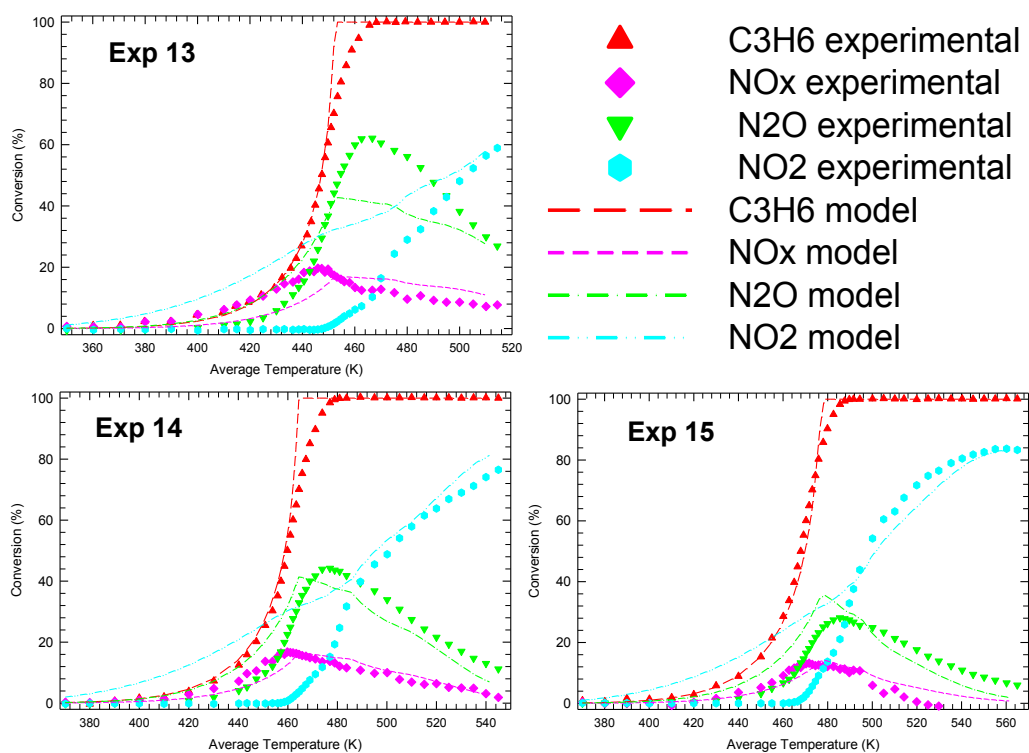 Exp 13
Conversion (%)
100
80
60
40
20
0
360 380 400 420 440 460 480 500 520
Average Temperature (K)
C3H6 experimental
NOx experimental
N2O experimental
NO2 experimental
C3H6 model
NOx model
N2O model
NO2 model
Exp 14
Conversion (%)
100
80
60
40
20
0
380 400 420 440 460 480 500 520 540
Average Temperature (K)
Exp 15
Conversion (%)
100
80
60
40
20
0
380 400 420 440 460 480 500 520 540 560
Average Temperature (K)